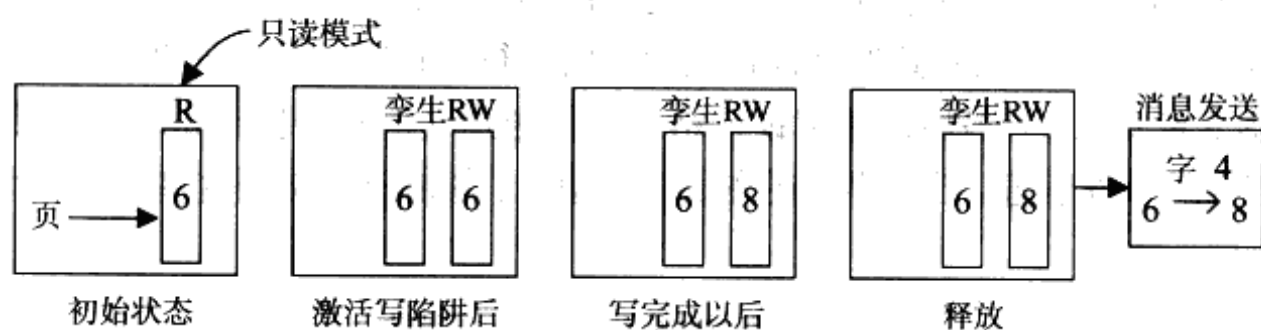 只读模式
R
6
页
初始状态
孪生RW
6 6
激活写陷阱后
孪生RW
6 8
写完成以后
孪生RW
6 8
释放
消息发送
字 4
6 → 8